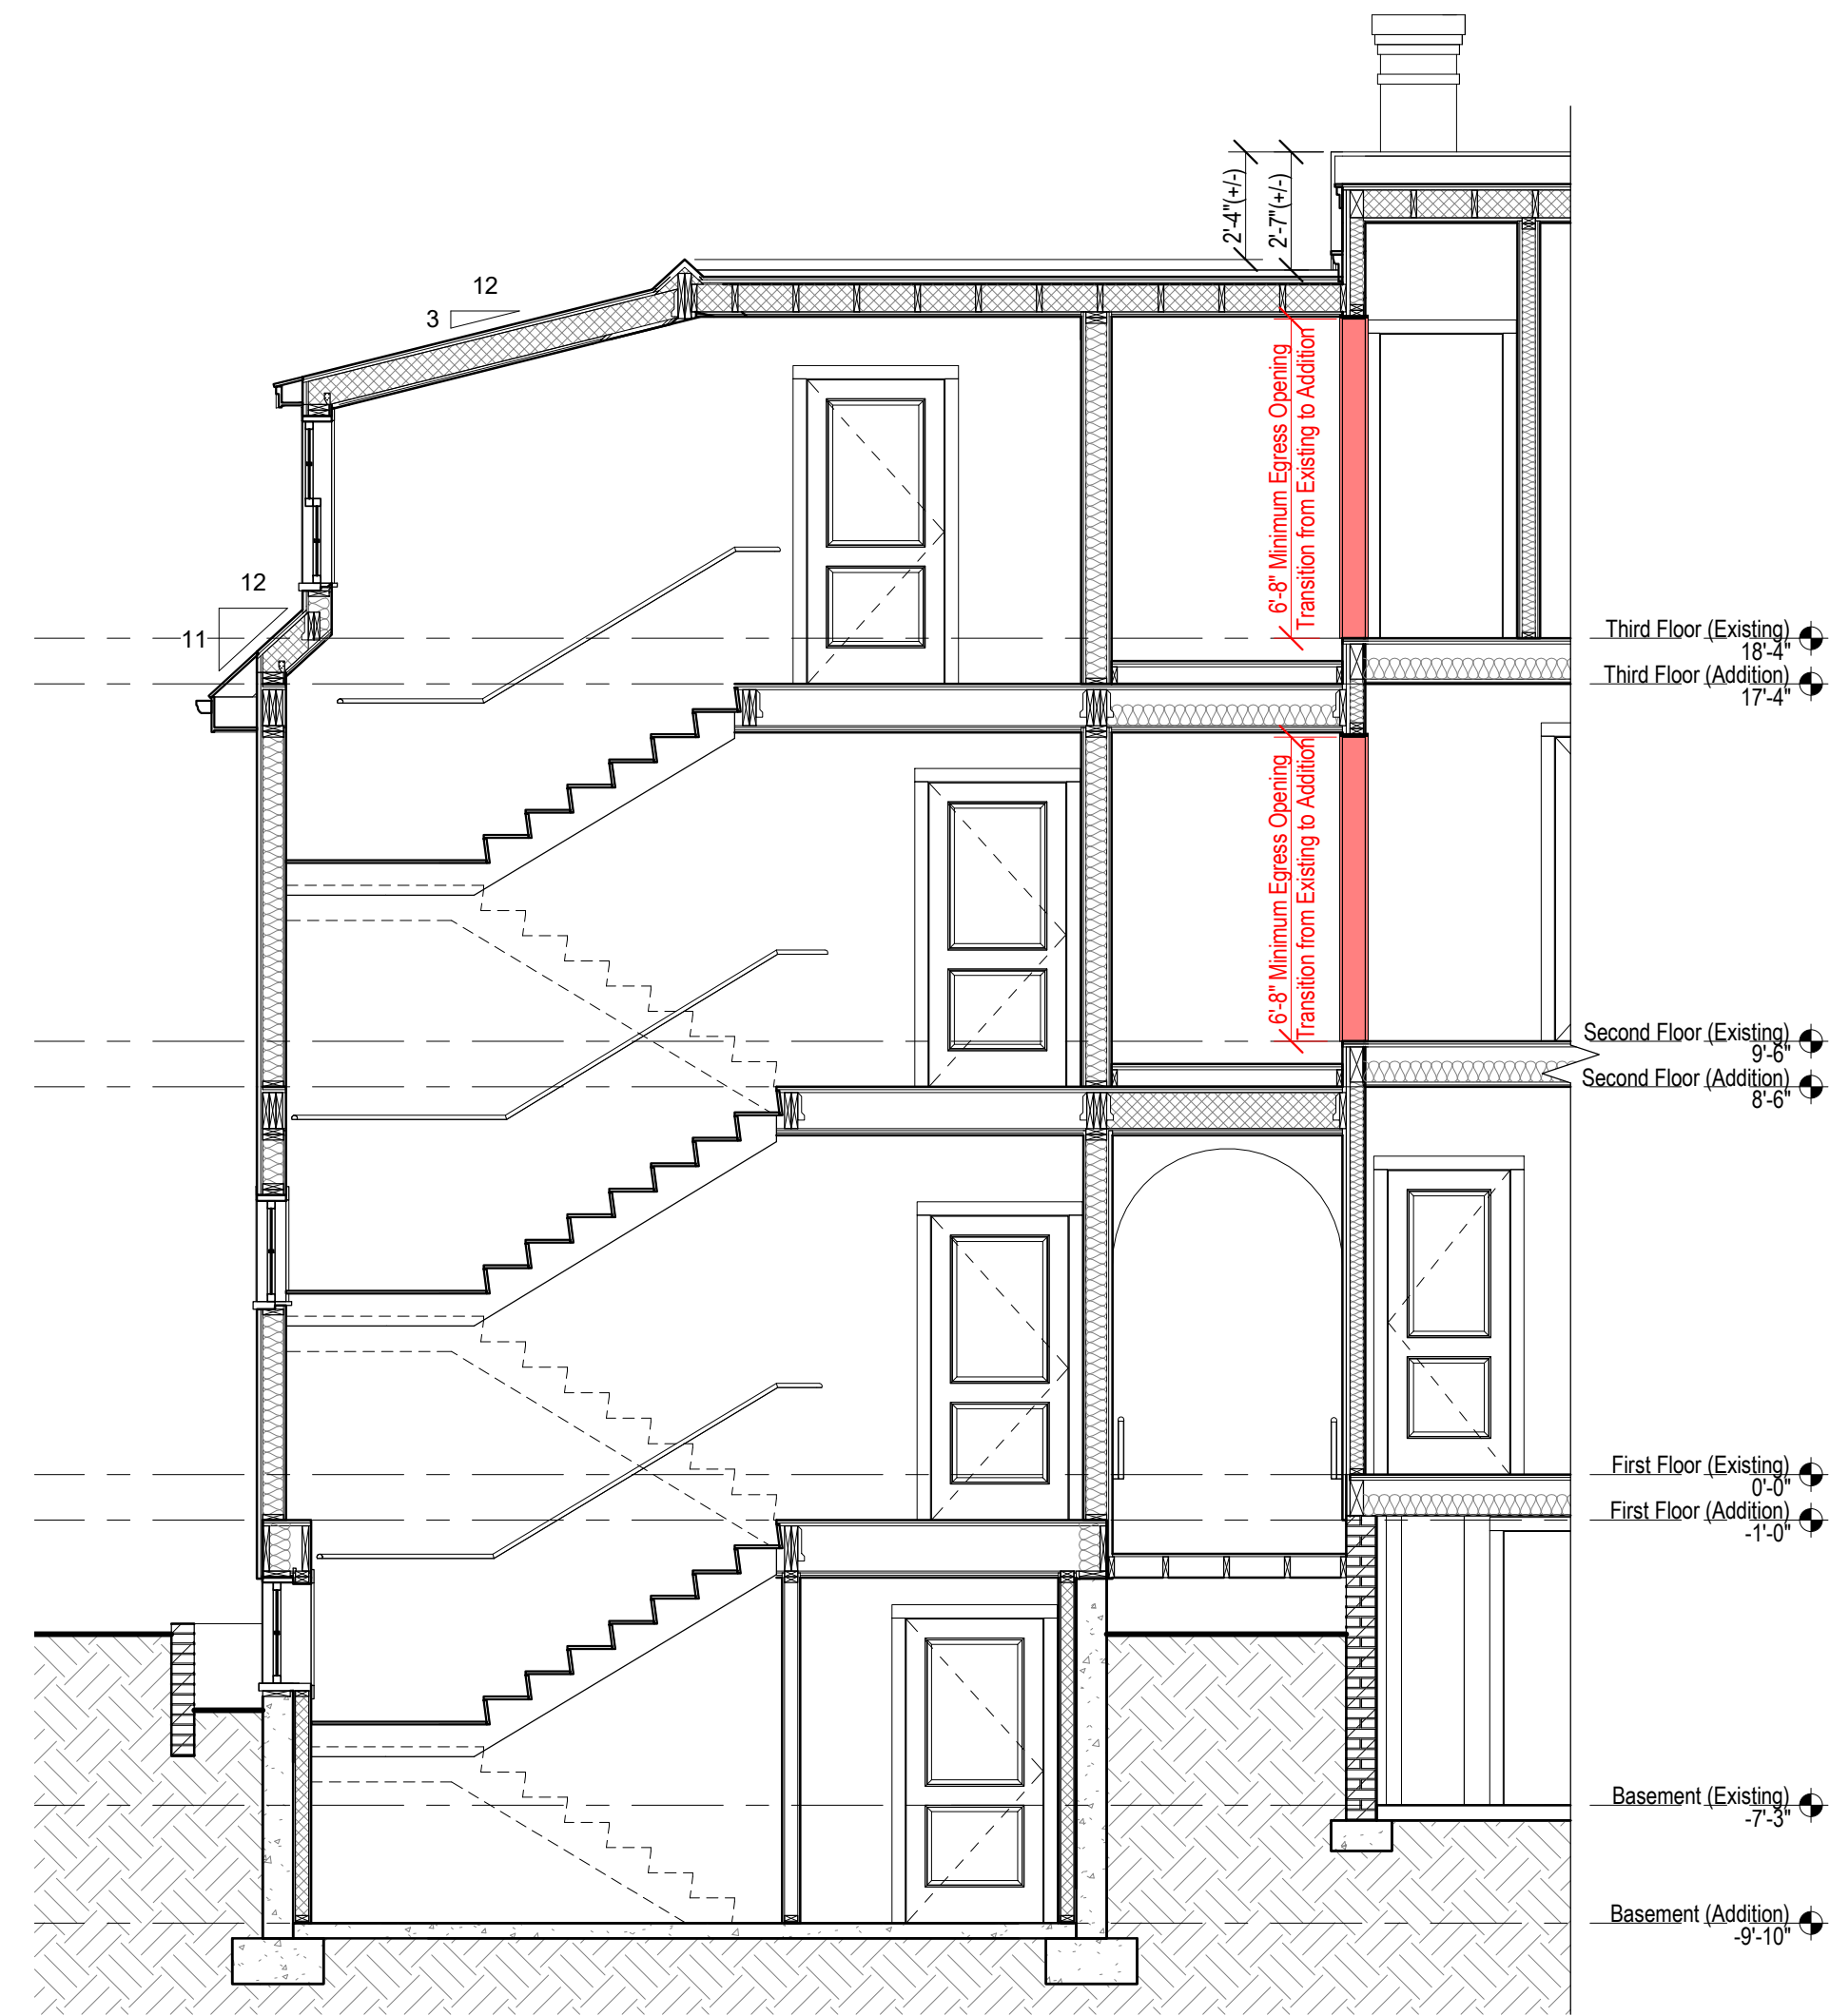 2'-4"(+/-)
2'-7"(+/-)
12
3
6'-8" Minimum Egress Opening
Transition from Existing to Addition
12
11
Third Floor (Existing)
18'-4"
Third Floor (Addition)
17'-4"
6'-8" Minimum Egress Opening
Transition from Existing to Addition
Second Floor (Existing)
9'-6"
Second Floor (Addition)
8'-6"
First Floor (Existing)
0'-0"
First Floor (Addition)
-1'-0"
Basement (Existing)
-7'-3"
Basement (Addition)
-9'-10"